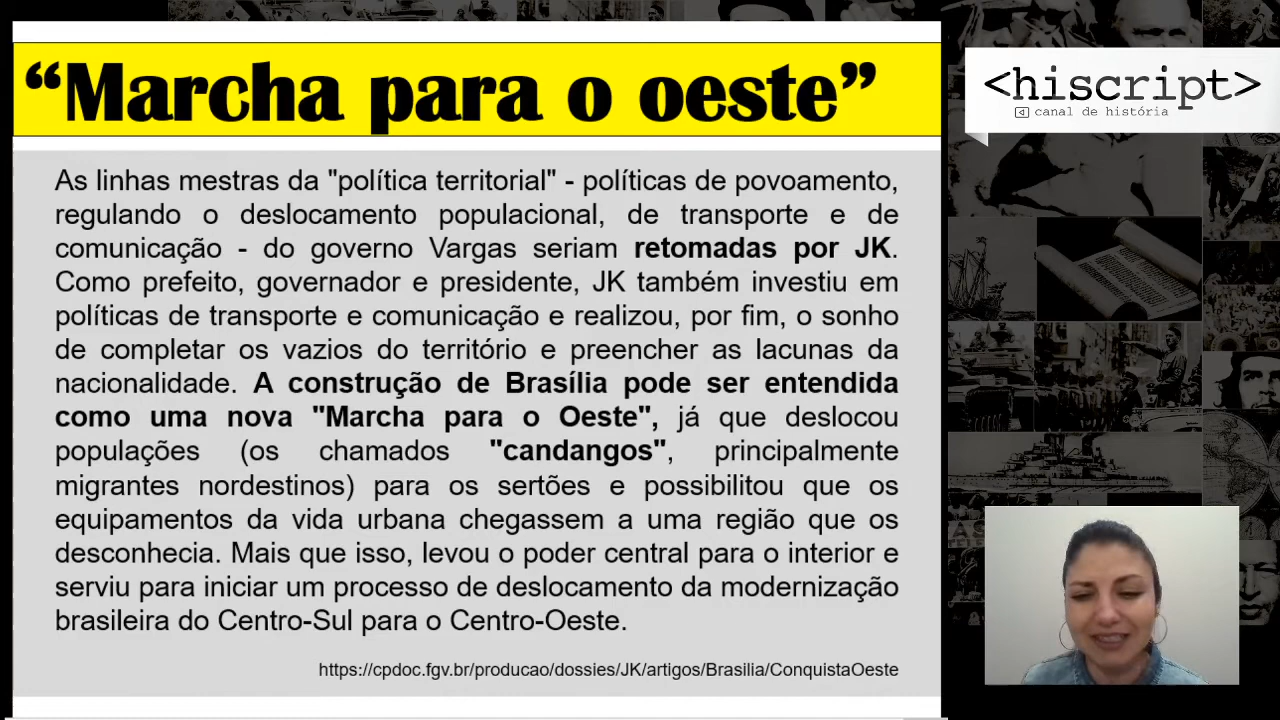 “Marcha para o oeste”
<hiscript>
canal de história
As linhas mestras da "política territorial" - políticas de povoamento,
regulando o deslocamento populacional, de transporte e de
comunicação - do governo Vargas seriam retomadas por JK.
Como prefeito, governador e presidente, JK também investiu em
políticas de transporte e comunicação e realizou, por fim, o sonho
de completar os vazios do território e preencher as lacunas da
nacionalidade. A construção de Brasília pode ser entendida
como uma nova "Marcha para o Oeste", já que deslocou
populações (os chamados "candangos", principalmente
migrantes nordestinos) para os sertões e possibilitou que os
equipamentos da vida urbana chegassem a uma região que os
desconhecia. Mais que isso, levou o poder central para o interior e
serviu para iniciar um processo de deslocamento da modernização
brasileira do Centro-Sul para o Centro-Oeste.
https://cpdoc.fgv.br/producao/dossies/JK/artigos/Brasilia/ConquistaOeste